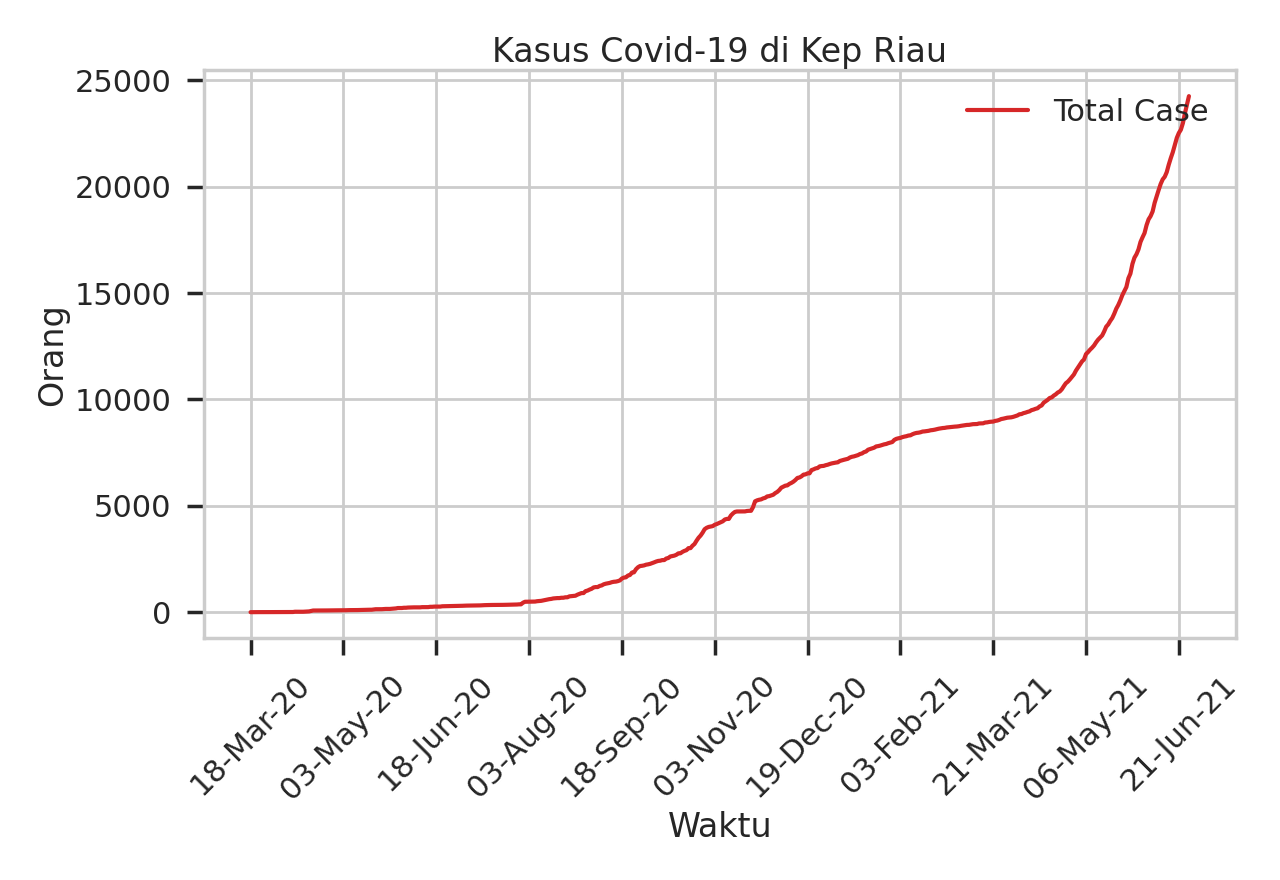 Kasus Covid-19 di Kep Riau
Total Case
Orang
25000
20000
15000
10000
5000
0
18-Mar-20
03-May-20
18-Jun-20
03-Aug-20
18-Sep-20
03-Nov-20
19-Dec-20
03-Feb-21
21-Mar-21
06-May-21
21-Jun-21
Waktu